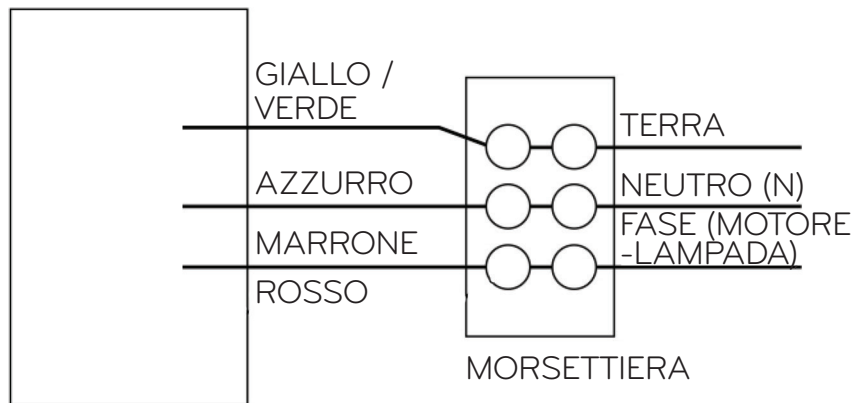 GIALLO /
VERDE
TERRA
AZZURRO
NEUTRO (N)
FASE (MOTORE
-LAMPADA)
MARRONE
ROSSO
MORSETTIERA